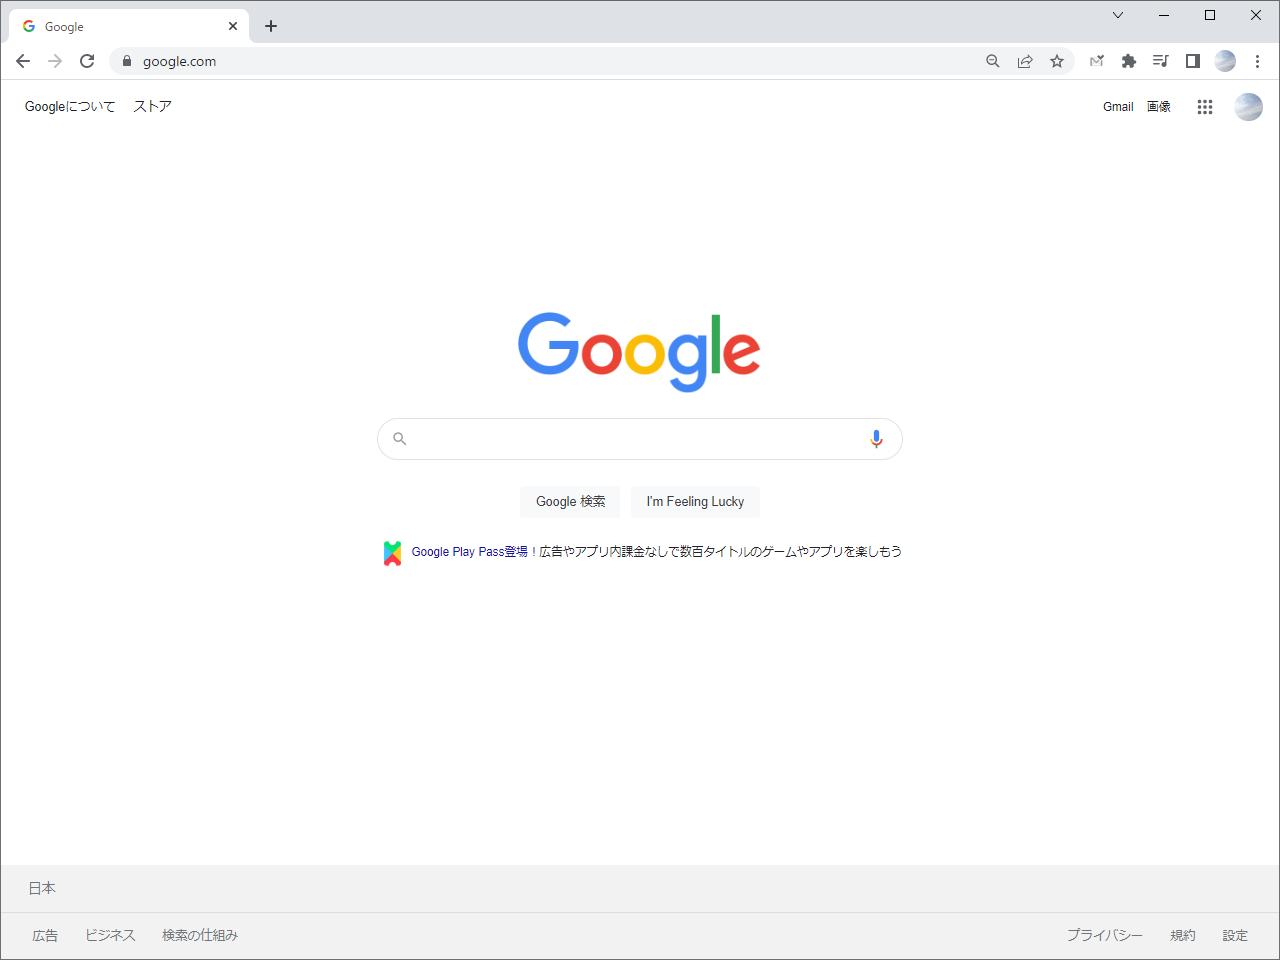 Google
google.com
Googleについて ストア
Gmail 画像
Google
Google 検索 I'm Feeling Lucky
Google Play Pass登場！広告やアプリ内課金なしで数百タイトルのゲームやアプリを楽しもう
日本
広告 ビジネス 検索の仕組み
プライバシー 規約 設定